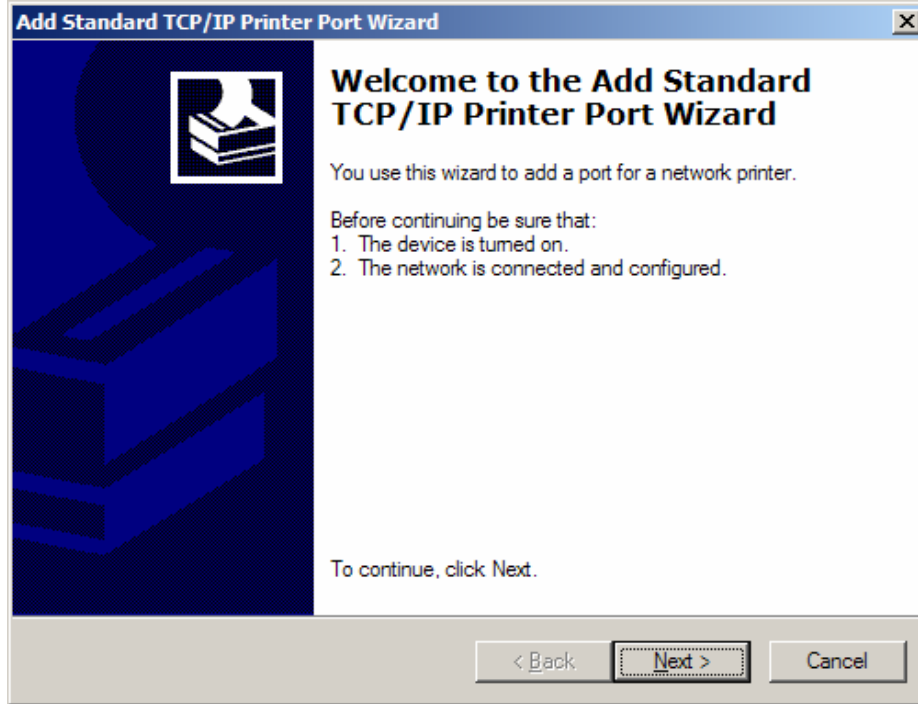 Add Standard TCP/IP Printer Port Wizard
Welcome to the Add Standard
TCP/IP Printer Port Wizard
You use this wizard to add a port for a network printer.
Before continuing be sure that:
1. The device is turned on.
2. The network is connected and configured.
To continue, click Next.
< Back
Next >
Cancel